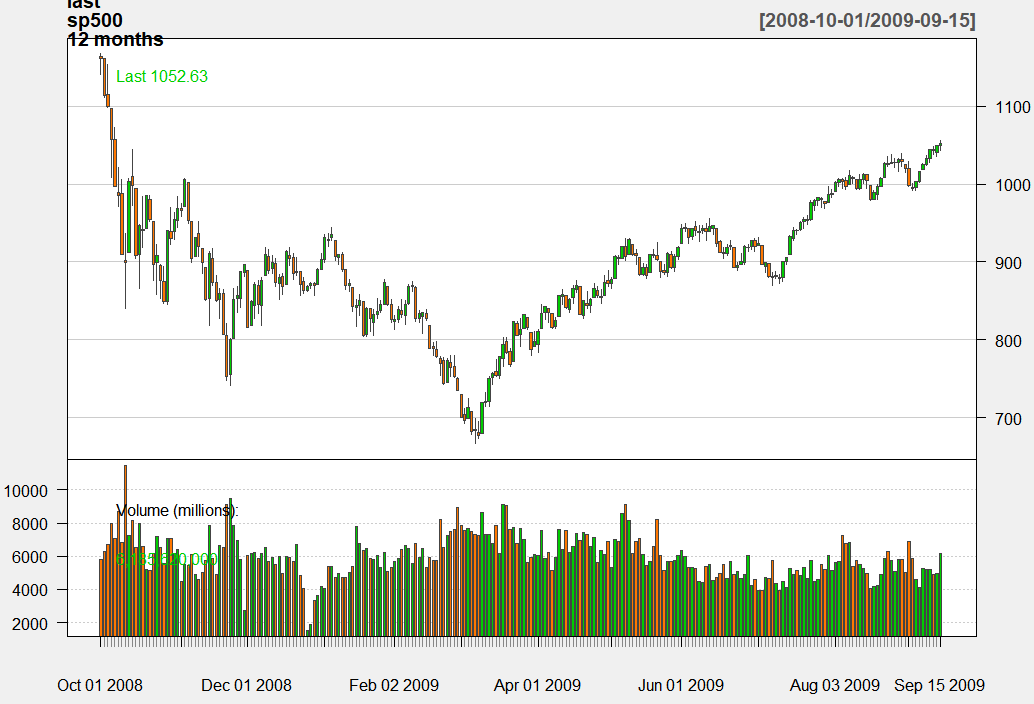 last
sp500
12 months
[2008-10-01/2009-09-15]
Last 1052.63
1100
1000
900
800
700
Volume (millions):
10000
8000
6000
4000
2000
Oct 01 2008
Dec 01 2008
Feb 02 2009
Apr 01 2009
Jun 01 2009
Aug 03 2009
Sep 15 2009